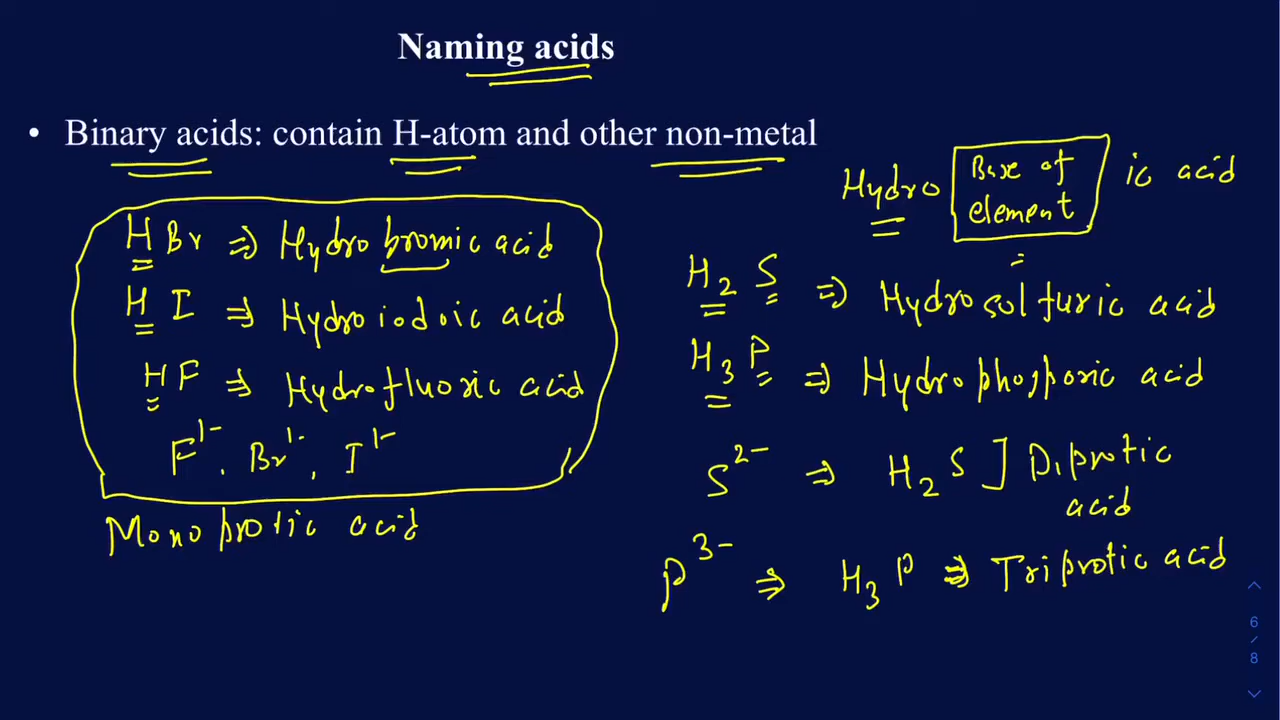 Naming acids
• Binary acids: contain H-atom and other non-metal
Hydro Base of element ic acid
HBr ⇒ Hydrobromic acid
HI ⇒ Hydroiodoic acid
HF ⇒ Hydrofluoric acid
F¹⁻, Br¹⁻, I¹⁻
Monoprotic acid
H₂S ⇒ Hydrosolfuric acid
H₃P ⇒ Hydrophosporic acid
S²⁻ ⇒ H₂S ] Diprotic
acid
P³⁻ ⇒ H₃P ⇒ Triprotic acid
6
/
8